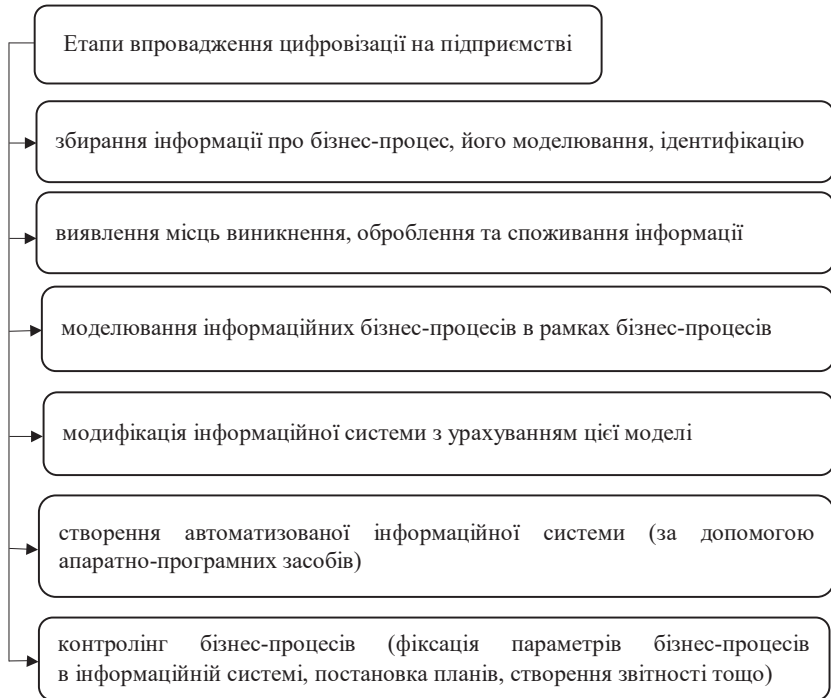 Етапи впровадження цифровізації на підприємстві
збирання інформації про бізнес-процес, його моделювання, ідентифікацію
виявлення місць виникнення, оброблення та споживання інформації
моделювання інформаційних бізнес-процесів в рамках бізнес-процесів
модифікація інформаційної системи з урахуванням цієї моделі
створення автоматизованої інформаційної системи (за допомогою
апаратно-програмних засобів)
контролінг бізнес-процесів (фіксація параметрів бізнес-процесів
в інформаційній системі, постановка планів, створення звітності тощо)